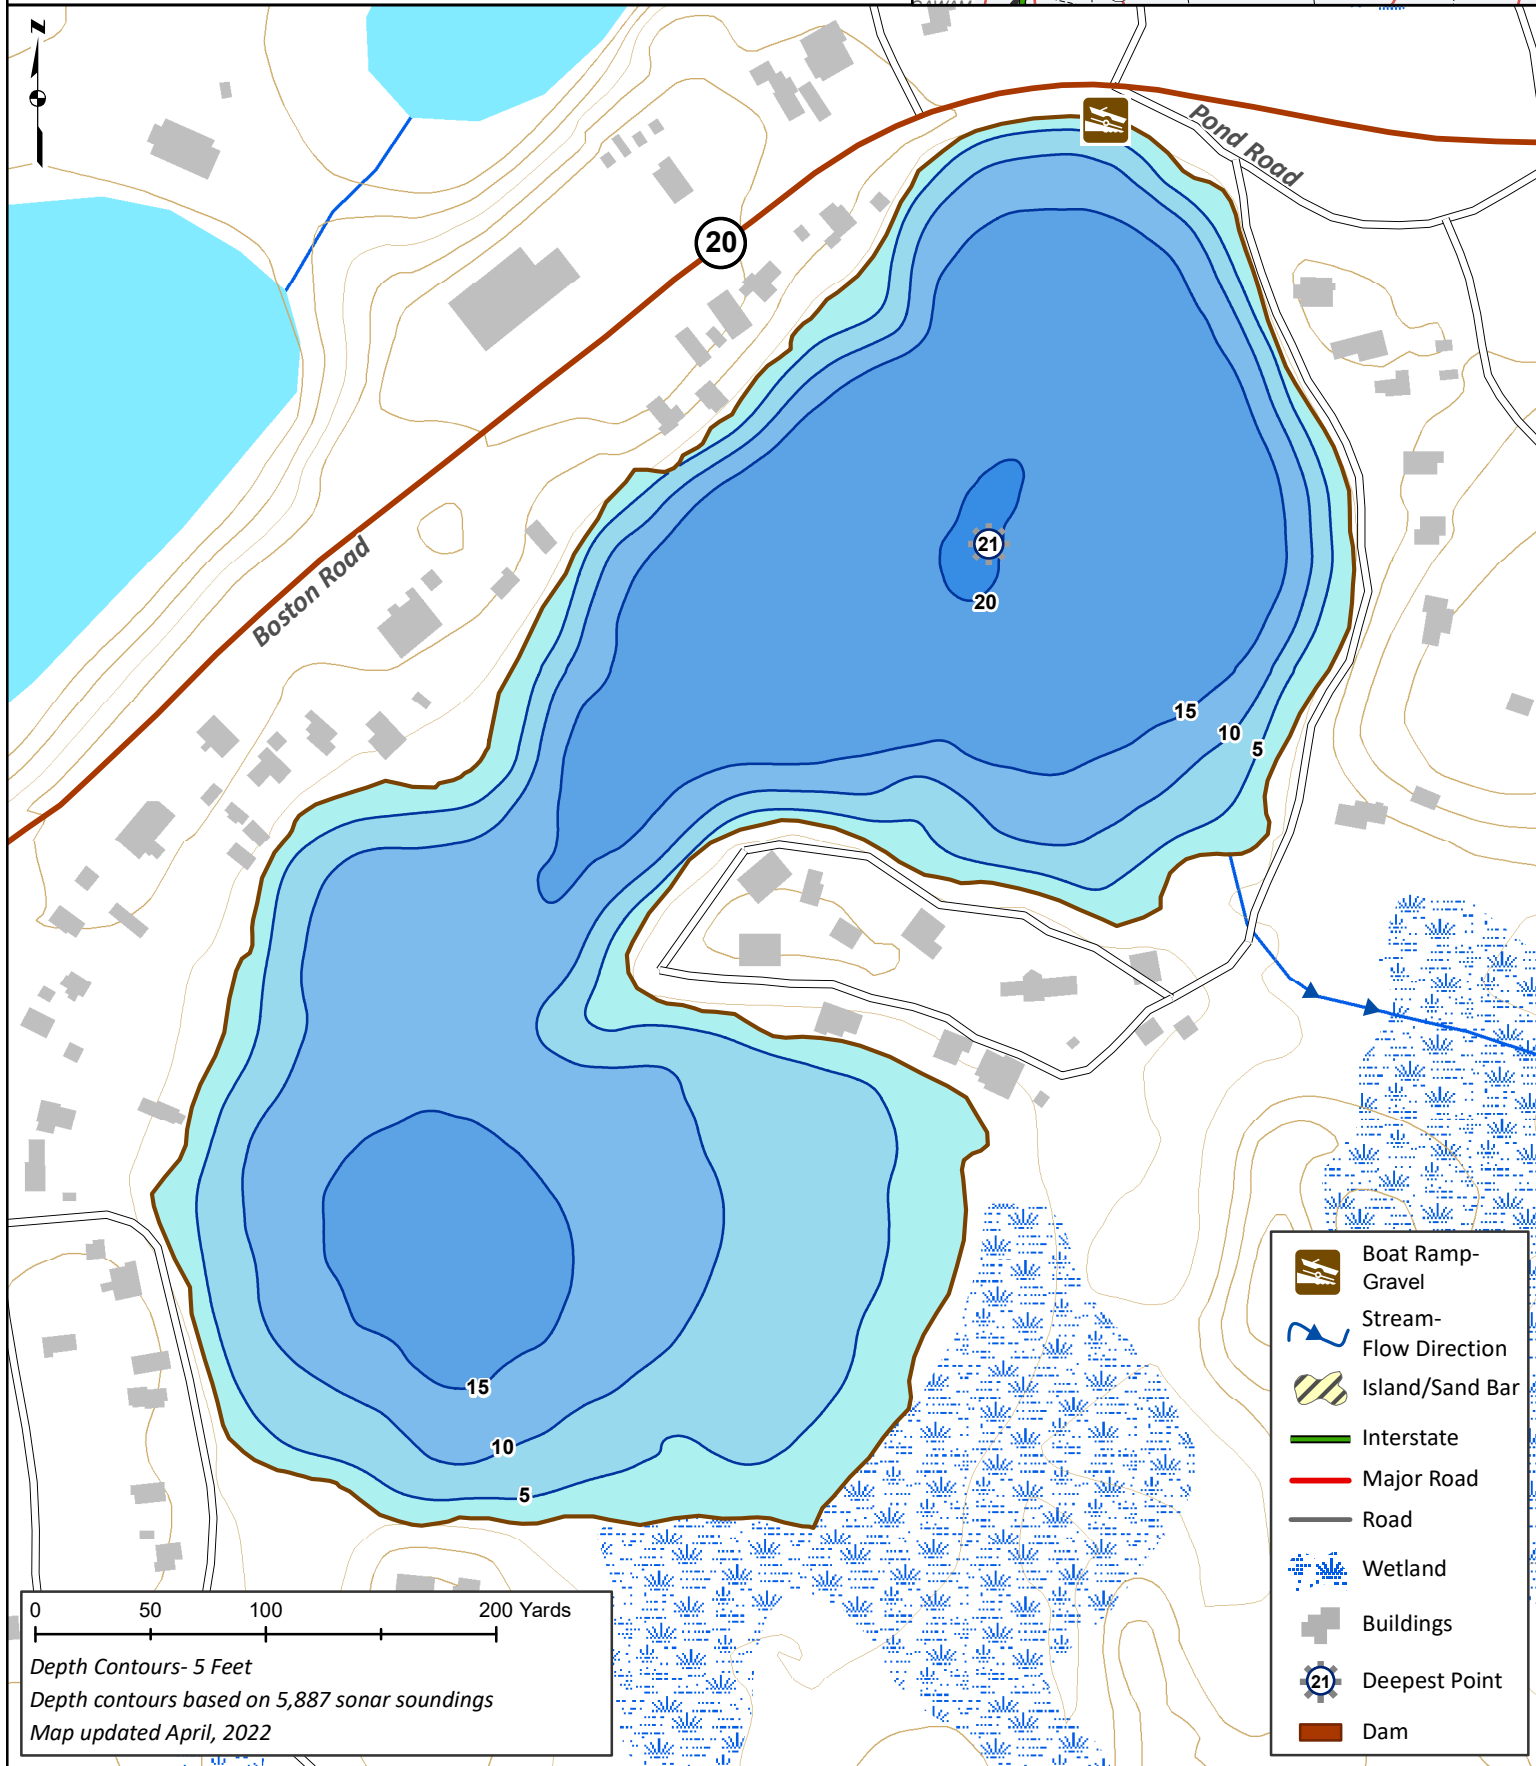 N
Pond Road
20
21
20
15
10
5
Boston Road
15
10
5
Boat Ramp-
Gravel
Stream-
Flow Direction
Island/Sand Bar
Interstate
Major Road
Road
Wetland
Buildings
21 Deepest Point
Dam
0 50 100 200 Yards
Depth Contours- 5 Feet
Depth contours based on 5,887 sonar soundings
Map updated April, 2022